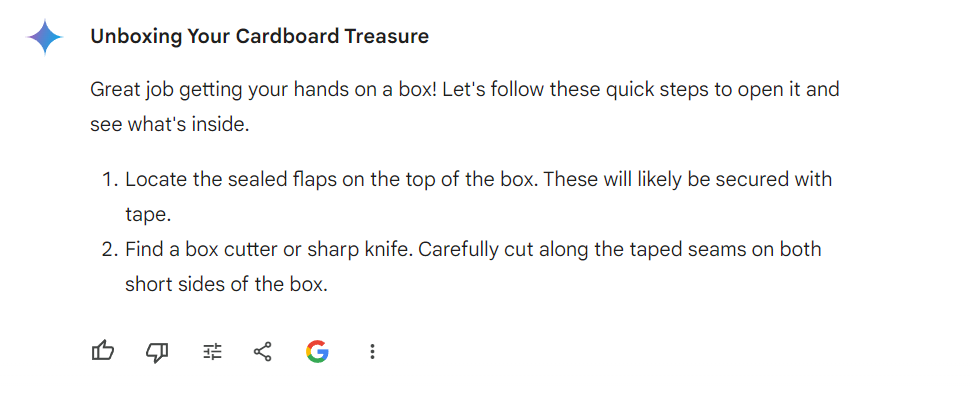 Unboxing Your Cardboard Treasure
Great job getting your hands on a box! Let's follow these quick steps to open it and
see what's inside.
1. Locate the sealed flaps on the top of the box. These will likely be secured with
tape.
2. Find a box cutter or sharp knife. Carefully cut along the taped seams on both
short sides of the box.